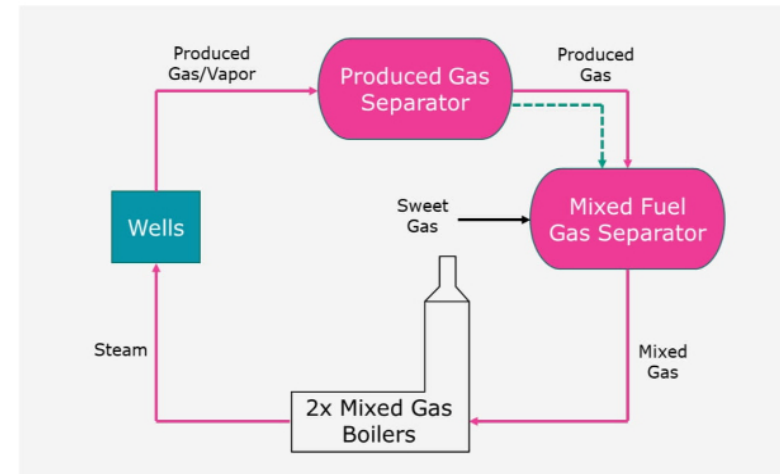 Produced
Gas/Vapor
Produced Gas
Separator
Produced
Gas
Wells
Sweet
Gas
Mixed Fuel
Gas Separator
Steam
Mixed
Gas
2x Mixed Gas
Boilers